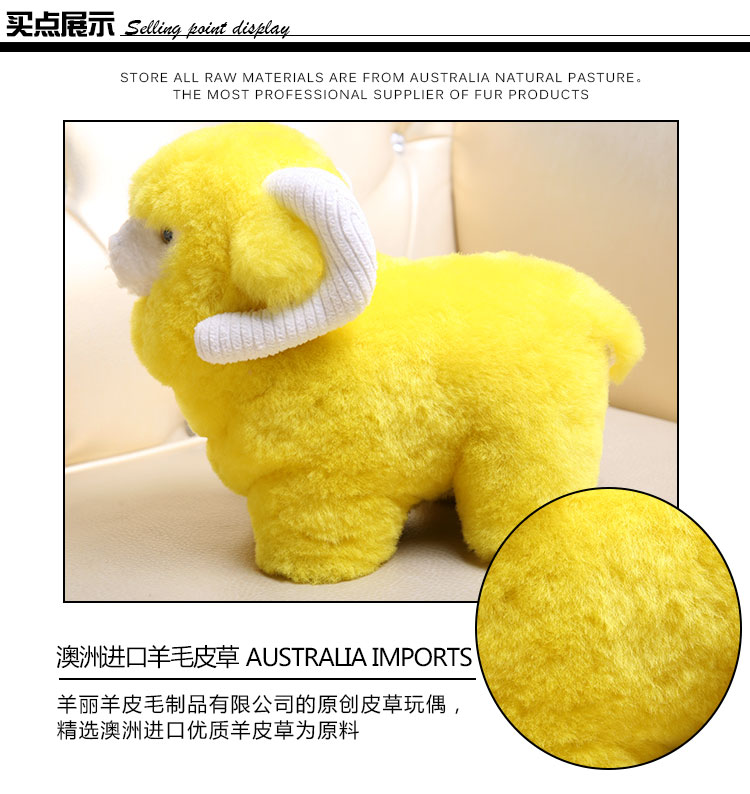 买点展示 Selling point display
STORE ALL RAW MATERIALS ARE FROM AUSTRALIA NATURAL PASTURE。
THE MOST PROFESSIONAL SUPPLIER OF FUR PRODUCTS
澳洲进口羊毛皮草 AUSTRALIA IMPORTS
羊丽羊皮毛制品有限公司的原创皮草玩偶，
精选澳洲进口优质羊皮草为原料